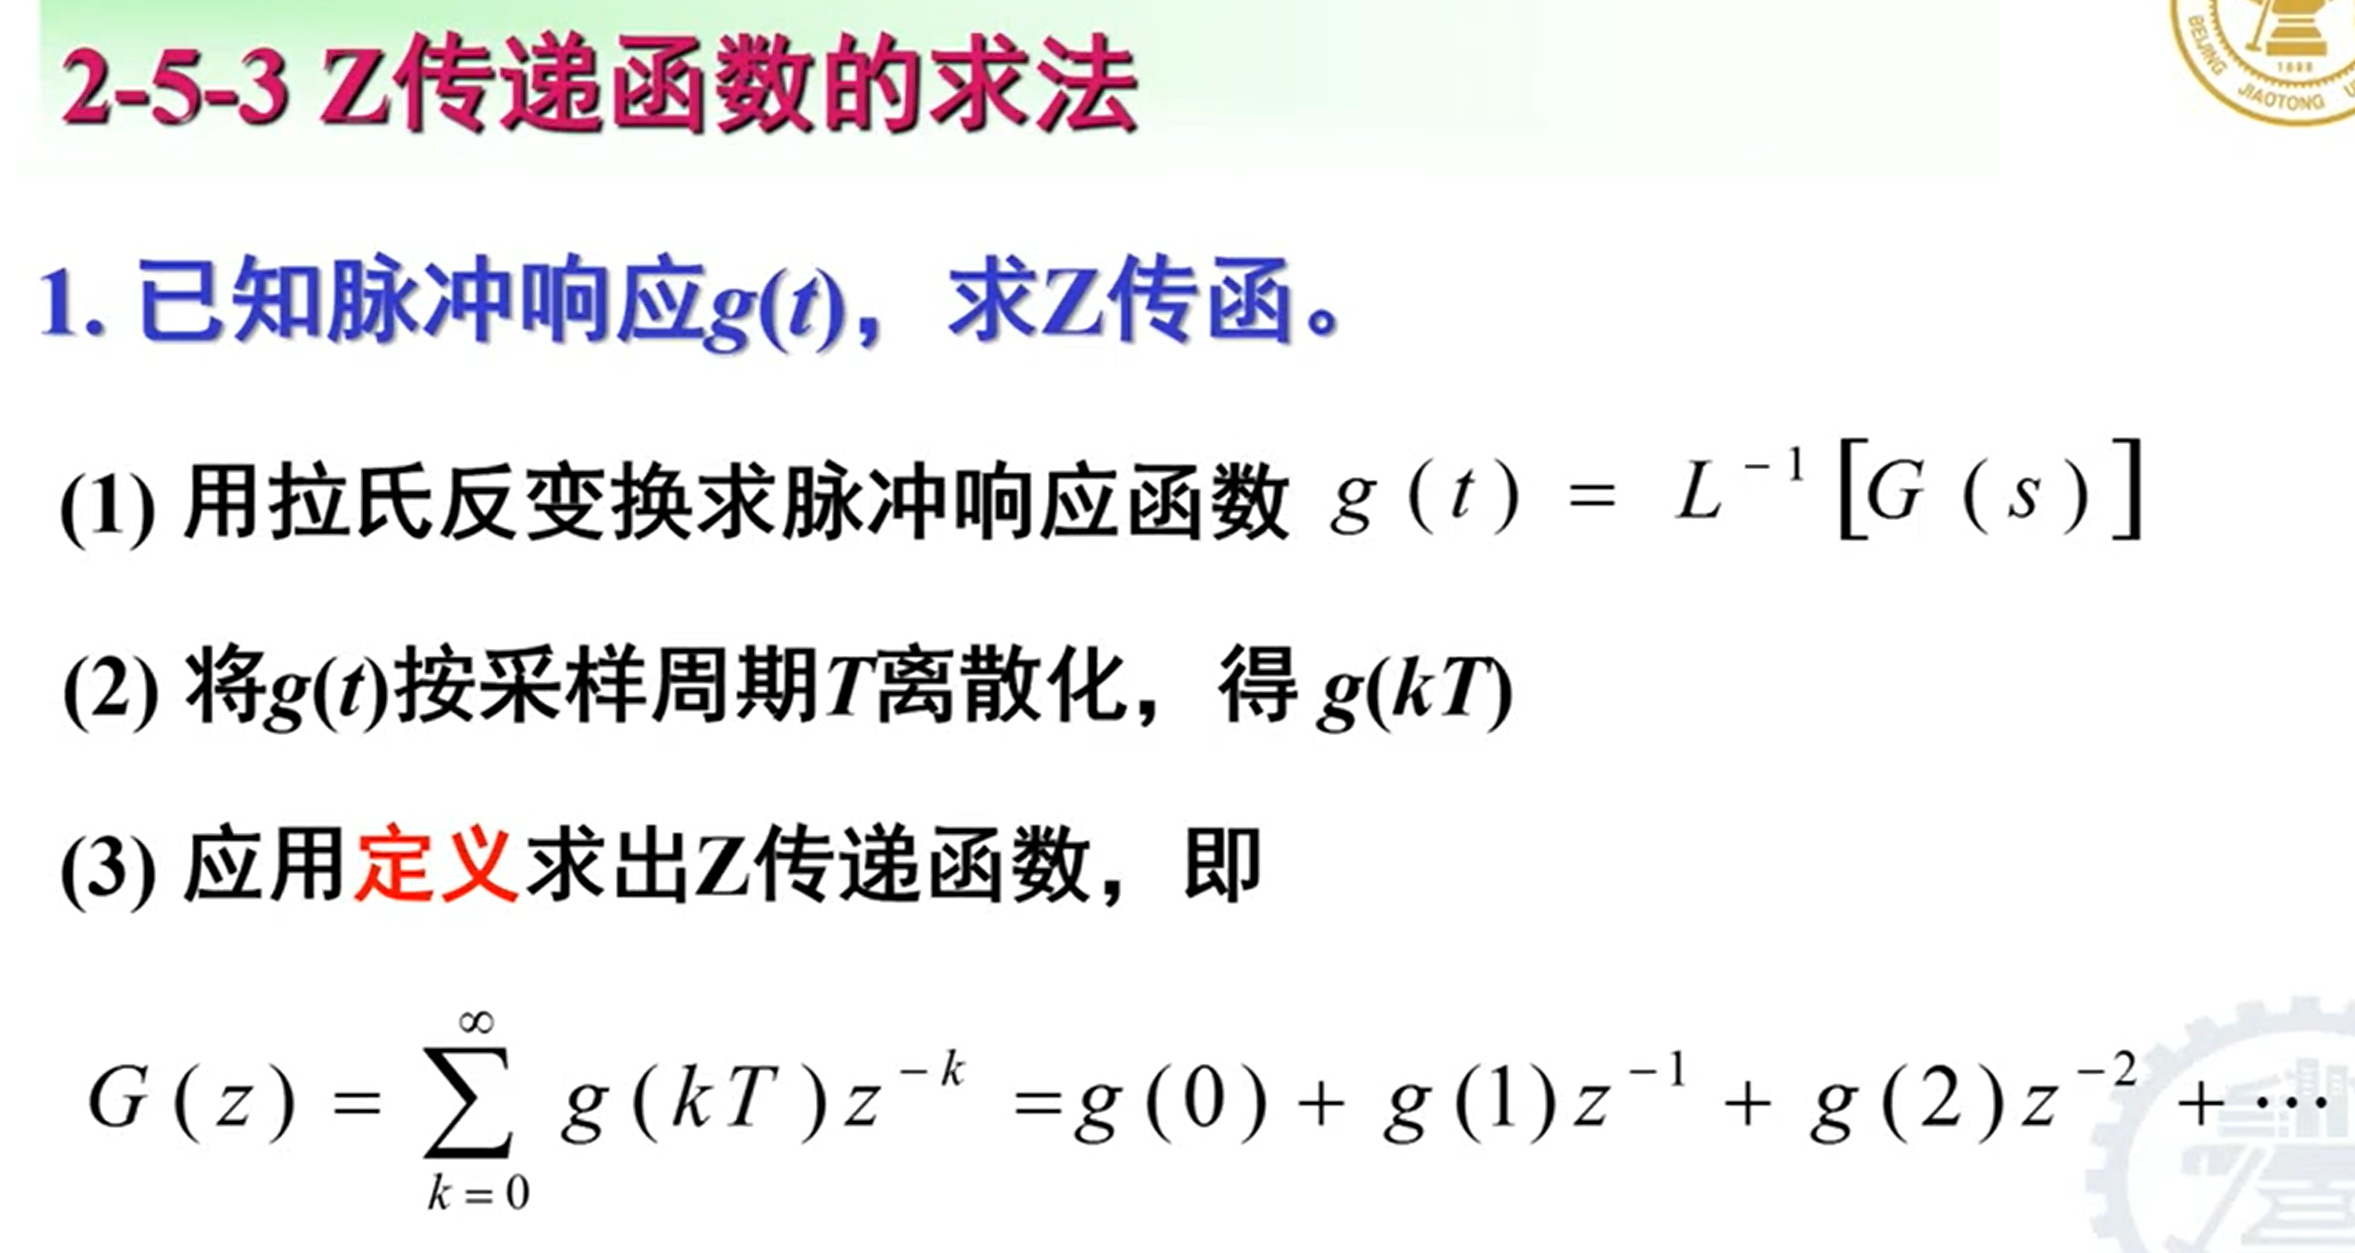 2-5-3 Z传递函数的求法
BEIJING JIAOTONG
1896
1. 已知脉冲响应g(t)，求Z传函。
(1) 用拉氏反变换求脉冲响应函数 g(t) = L⁻¹[G(s)]
(2) 将g(t)按采样周期T离散化，得 g(kT)
(3) 应用定义求出Z传递函数，即
G(z) = ∑_{k=0}^{∞} g(kT)z^{-k} =g(0)+ g(1)z^{-1} + g(2)z^{-2} +⋯